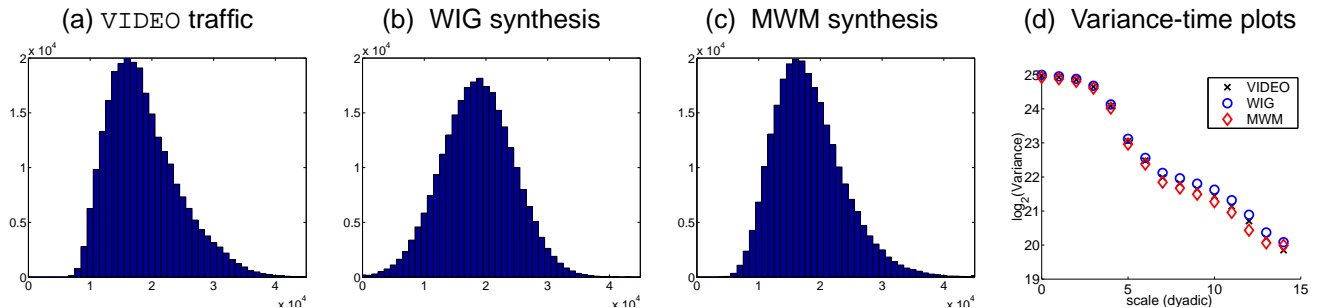 (a) VIDEO traffic
(b) WIG synthesis
(c) MWM synthesis
(d) Variance-time plots
2 x 10^4
1.5
1
0.5
0
0 1 2 3 4
x 10^4
2 x 10^4
1.5
1
0.5
0
0 1 2 3 4
x 10^4
2 x 10^4
1.5
1
0.5
0
0 1 2 3 4
x 10^4
log2(Variance)
25
24
23
22
21
20
19
0 5 10 15
scale (dyadic)
VIDEO
WIG
MWM